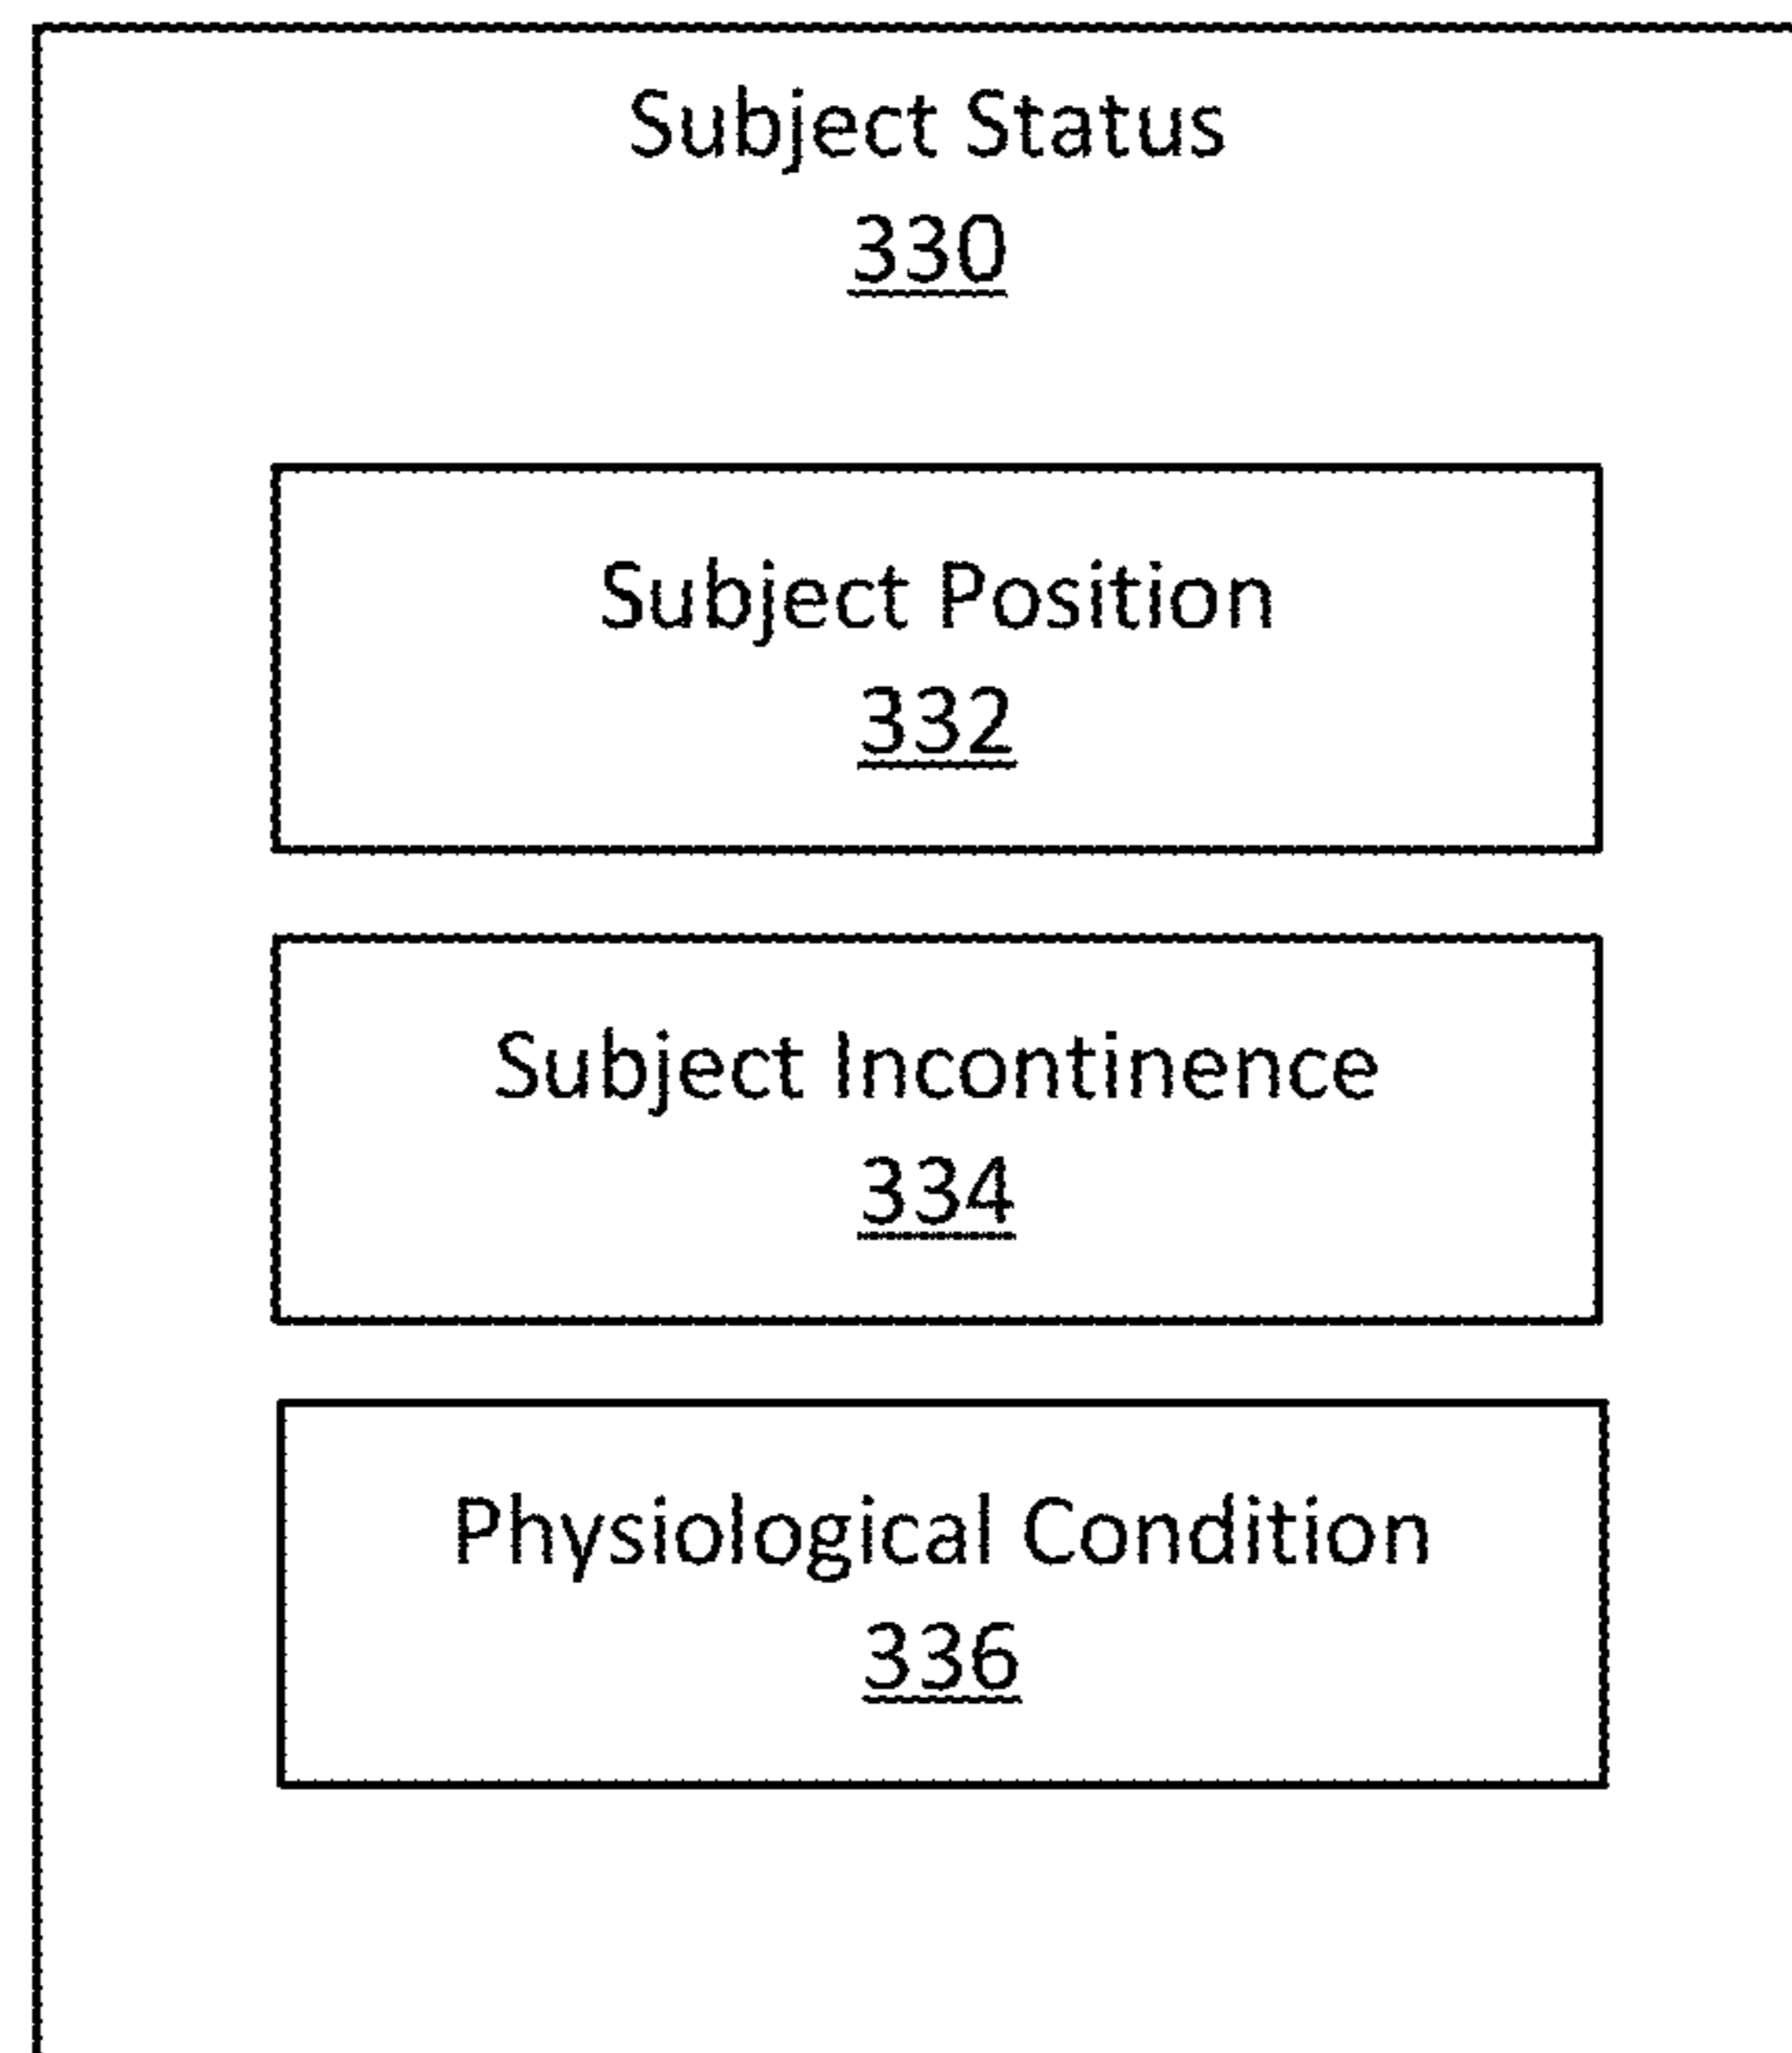 Subject Status
330
Subject Position
332
Subject Incontinence
334
Physiological Condition
336